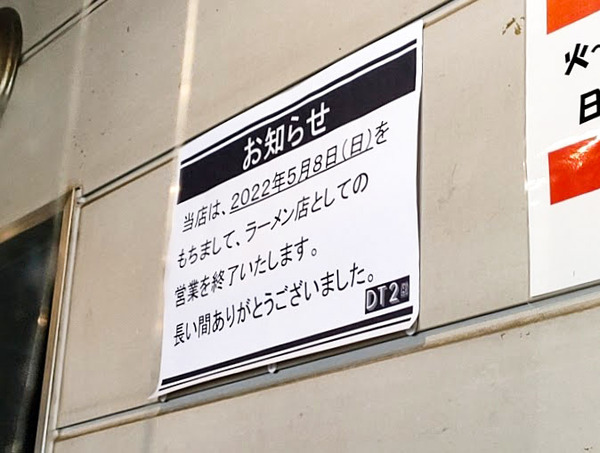 お知らせ
当店は、2022年5月8日(日)を
もちまして、ラーメン店としての
営業を終了いたします。
長い間ありがとうございました。
DT2
火～
日